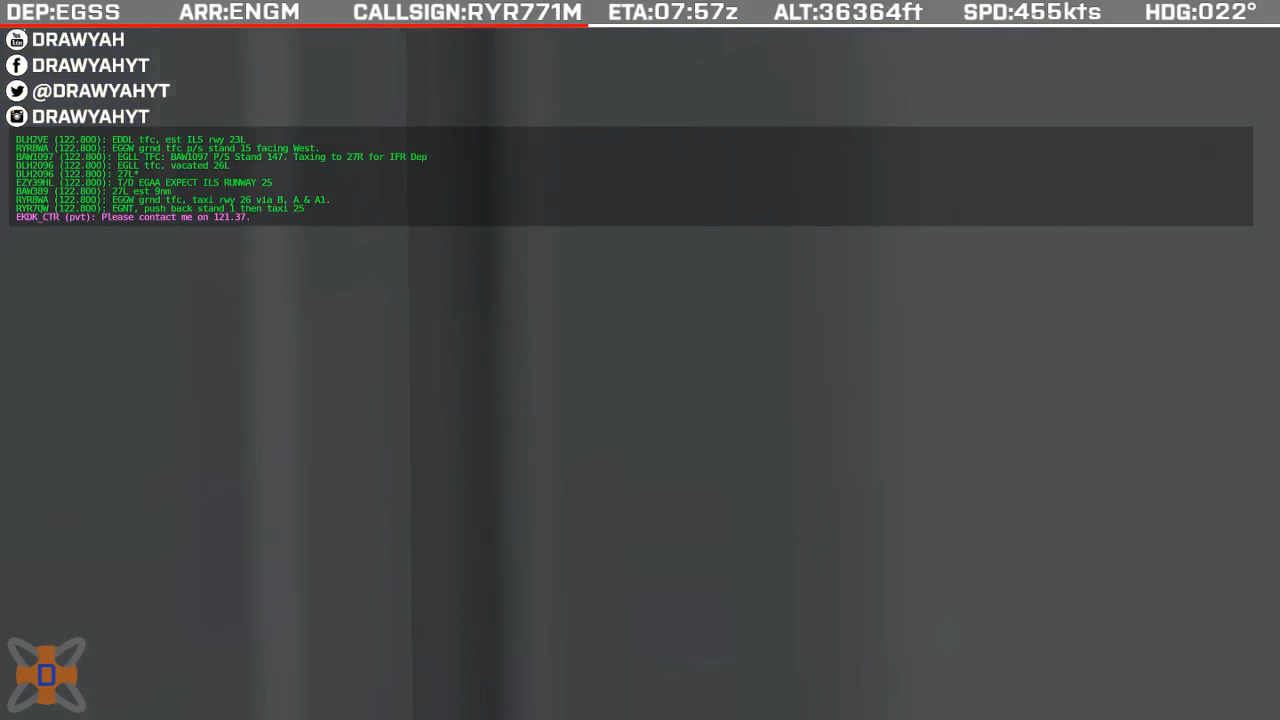 DEP:EGSS ARR:ENGM CALLSIGN:RYR771M ETA:07:57z ALT:36364ft SPD:455kts HDG:022°
DRAWYAH
DRAWYAHYT
@DRAWYAHYT
DRAWYAHYT
DLH2VE (122.800): EDDL tfc, est ILS rwy 23L
RYR8WA (122.800): EGGW grnd tfc p/s stand 15 facing West.
BAW1097 (122.800): EGLL TFC: BAW1097 P/S Stand 147. Taxing to 27R for IFR Dep
DLH2096 (122.800): EGLL tfc, vacated 26L
DLH2096 (122.800): 27L*
EZY39HL (122.800): T/D EGAA EXPECT ILS RUNWAY 25
BAW389 (122.800): 27L est 9nm
RYR8WA (122.800): EGGW grnd tfc, taxi rwy 26 via B, A & A1.
RYR7QW (122.800): EGNT, push back stand 1 then taxi 25
EKDK_CTR (pvt): Please contact me on 121.37.
D